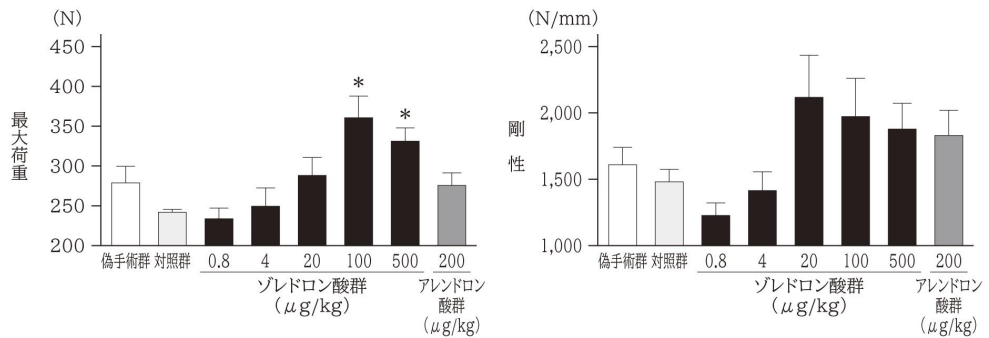 (N)
450
400
350
300
250
200
最大荷重
*
*
偽手術群 対照群 0.8 4 20 100 500 200
ゾレドロン酸群
(μg/kg)
アレンドロン
酸群
(μg/kg)
(N/mm)
2,500
2,000
1,500
1,000
剛性
偽手術群 対照群 0.8 4 20 100 500 200
ゾレドロン酸群
(μg/kg)
アレンドロン
酸群
(μg/kg)